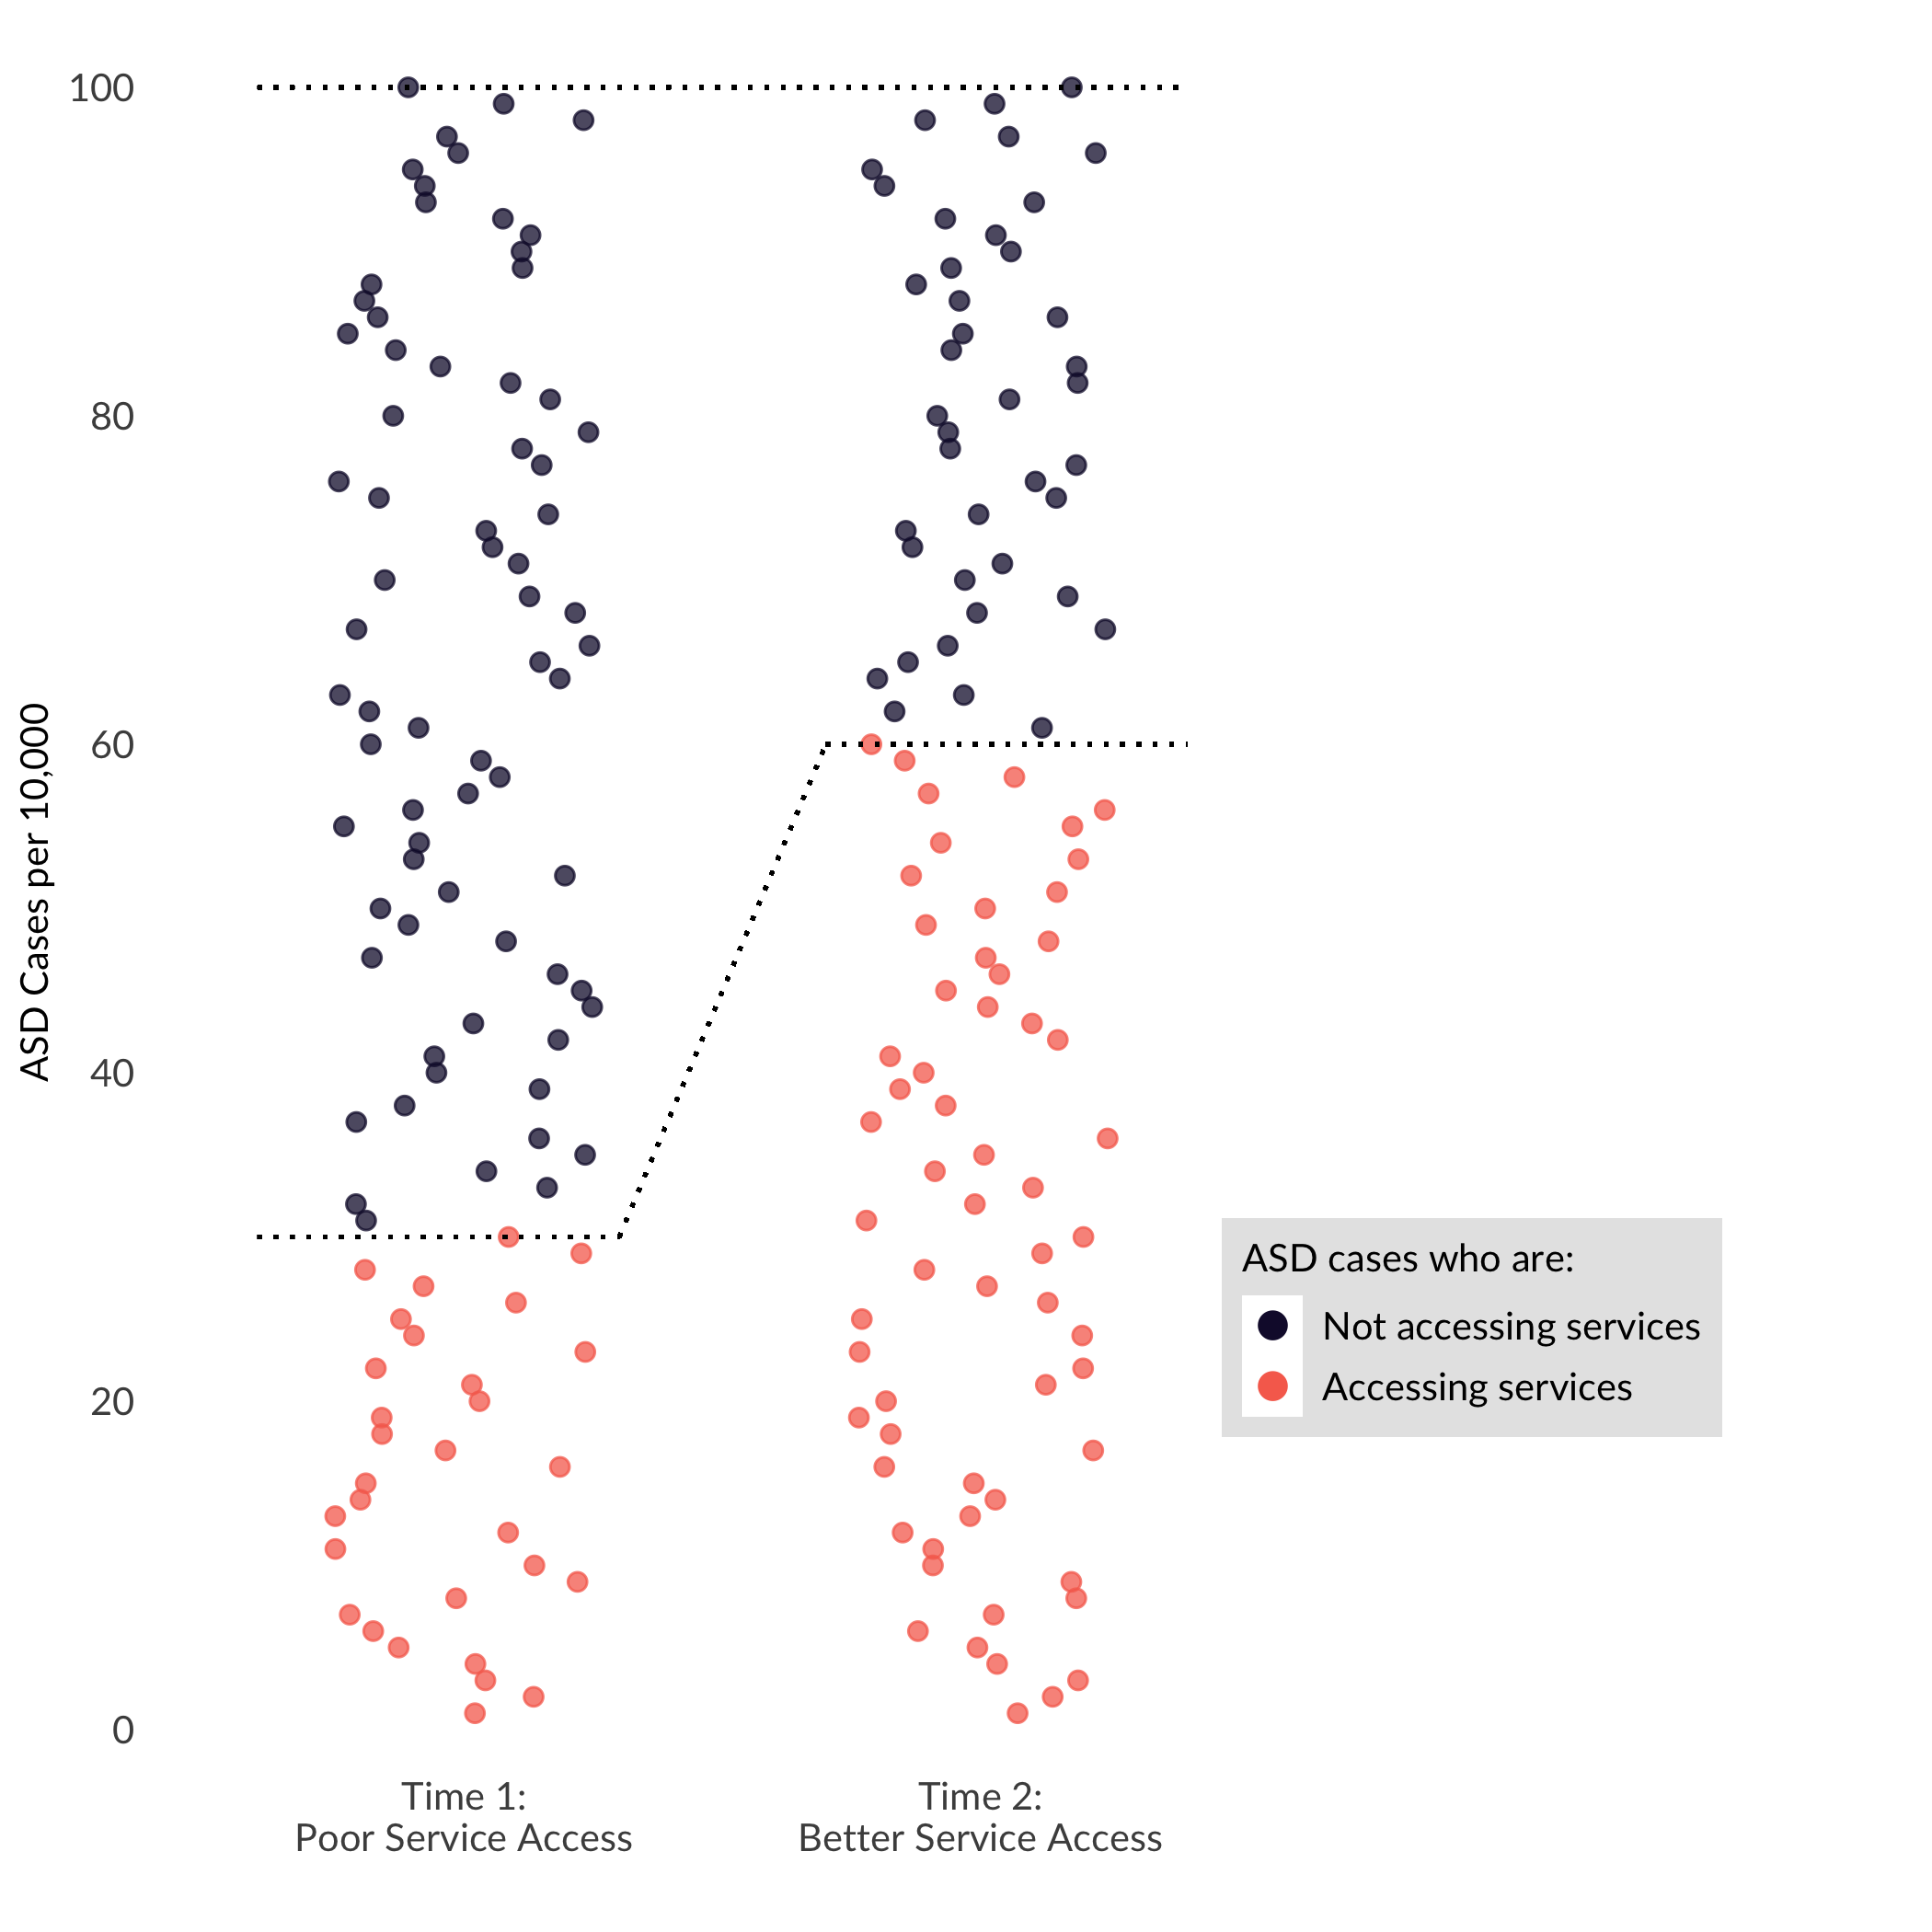 100
80
60
40
20
0
ASD Cases per 10,000
Time 1:
Poor Service Access
Time 2:
Better Service Access
ASD cases who are:
Not accessing services
Accessing services